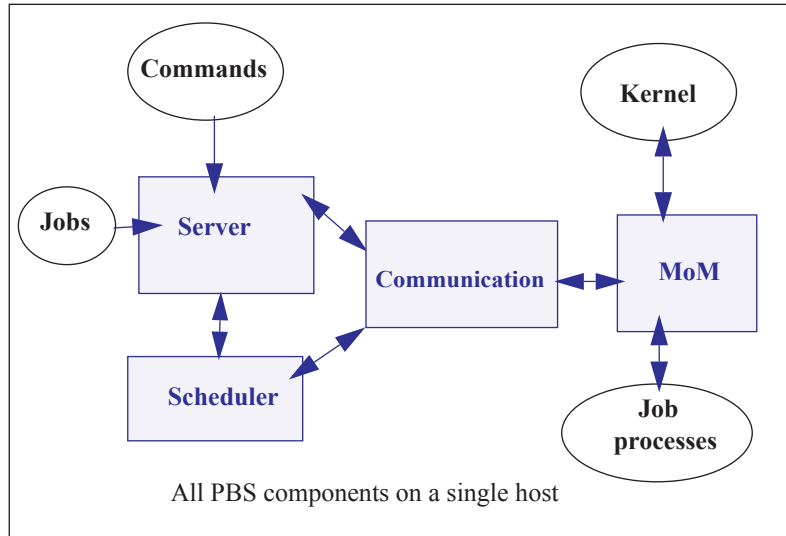 Commands
Kernel
Jobs
Server
Communication
MoM
Scheduler
Job
processes
All PBS components on a single host